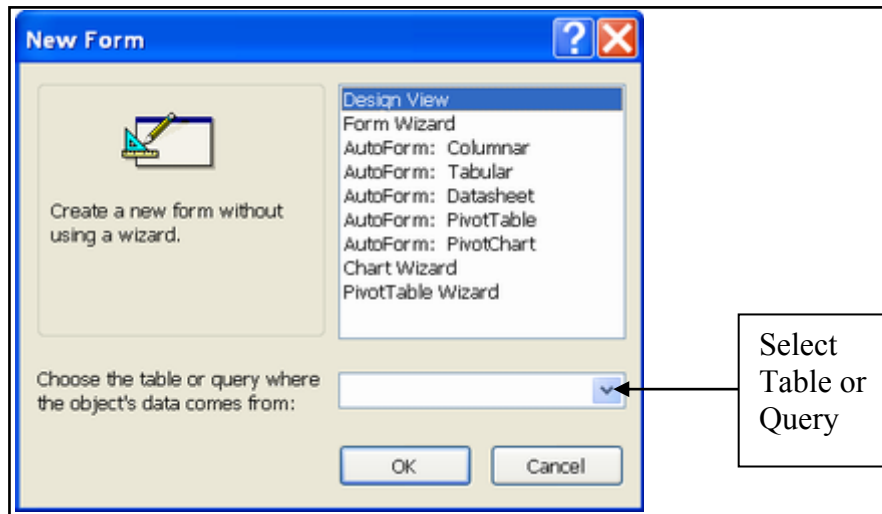 New Form
Design View
Form Wizard
AutoForm: Columnar
AutoForm: Tabular
AutoForm: Datasheet
AutoForm: PivotTable
AutoForm: PivotChart
Chart Wizard
PivotTable Wizard
Create a new form without
using a wizard.
Choose the table or query where
the object's data comes from:
Select
Table or
Query
OK
Cancel